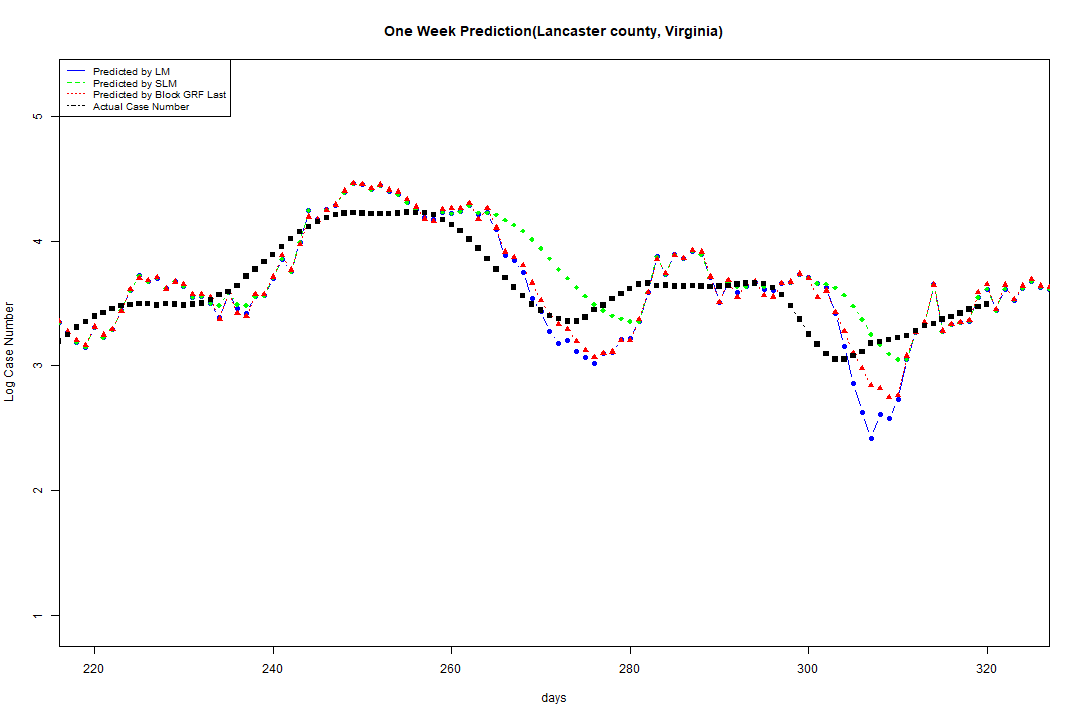 One Week Prediction(Lancaster county, Virginia)
Predicted by LM
Predicted by SLM
Predicted by Block GRF Last
Actual Case Number
5
4
3
2
1
Log Case Number
220 240 260 280 300 320
days